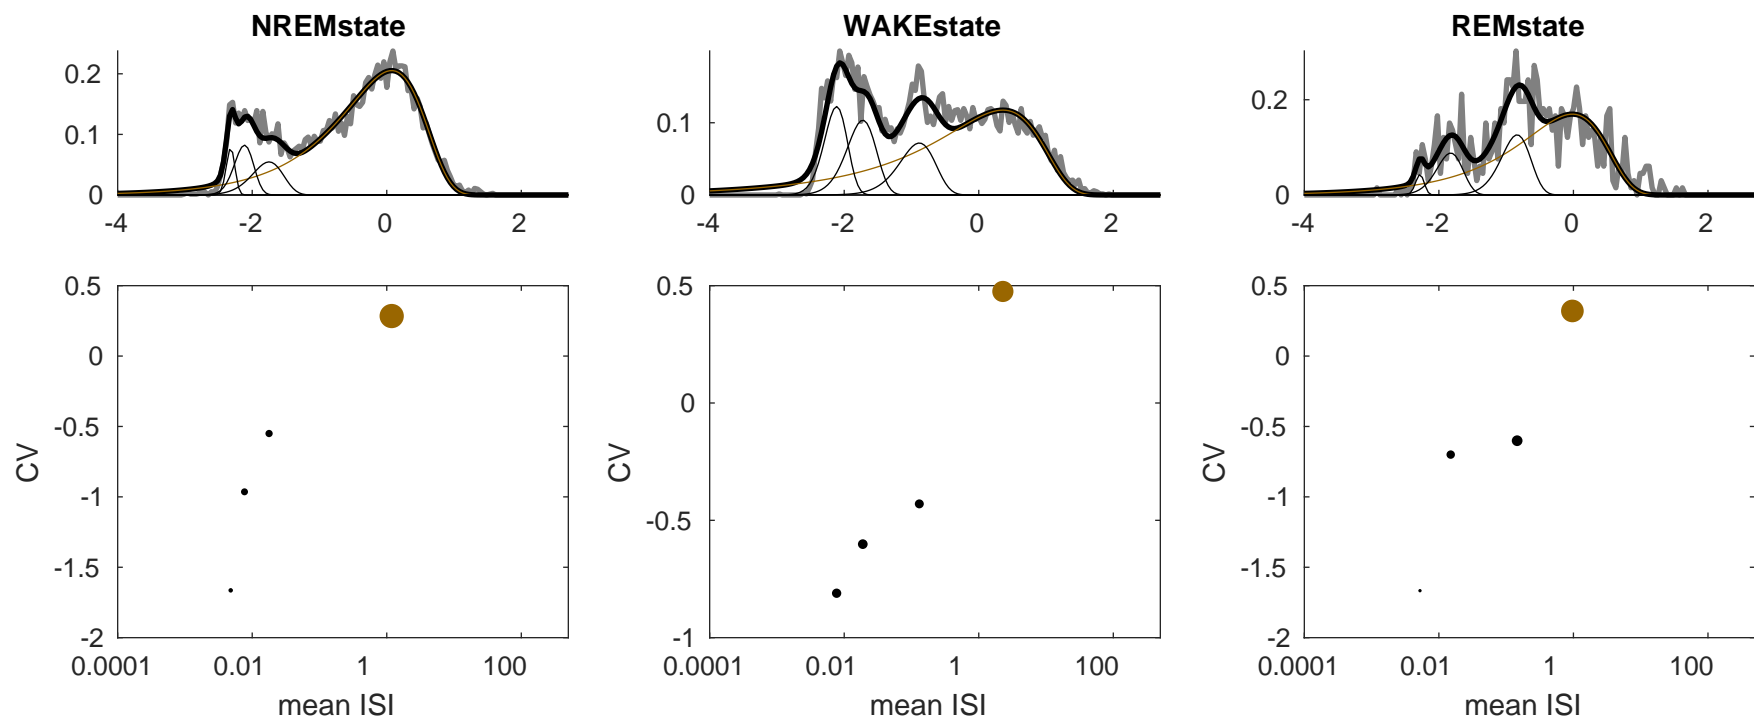 NREMstate WAKEstate REMstate
0.2 0.1 0.2
0.1 0 0
0
-4 -2 0 2 -4 -2 0 2 -4 -2 0 2
0.5 0.5 0.5
0 0 0
-0.5 -0.5 -0.5
-1 -1 -1
-1.5 -1.5
-2 -2
CV CV CV
0.0001 0.01 1 100 0.0001 0.01 1 100 0.0001 0.01 1 100
mean ISI mean ISI mean ISI